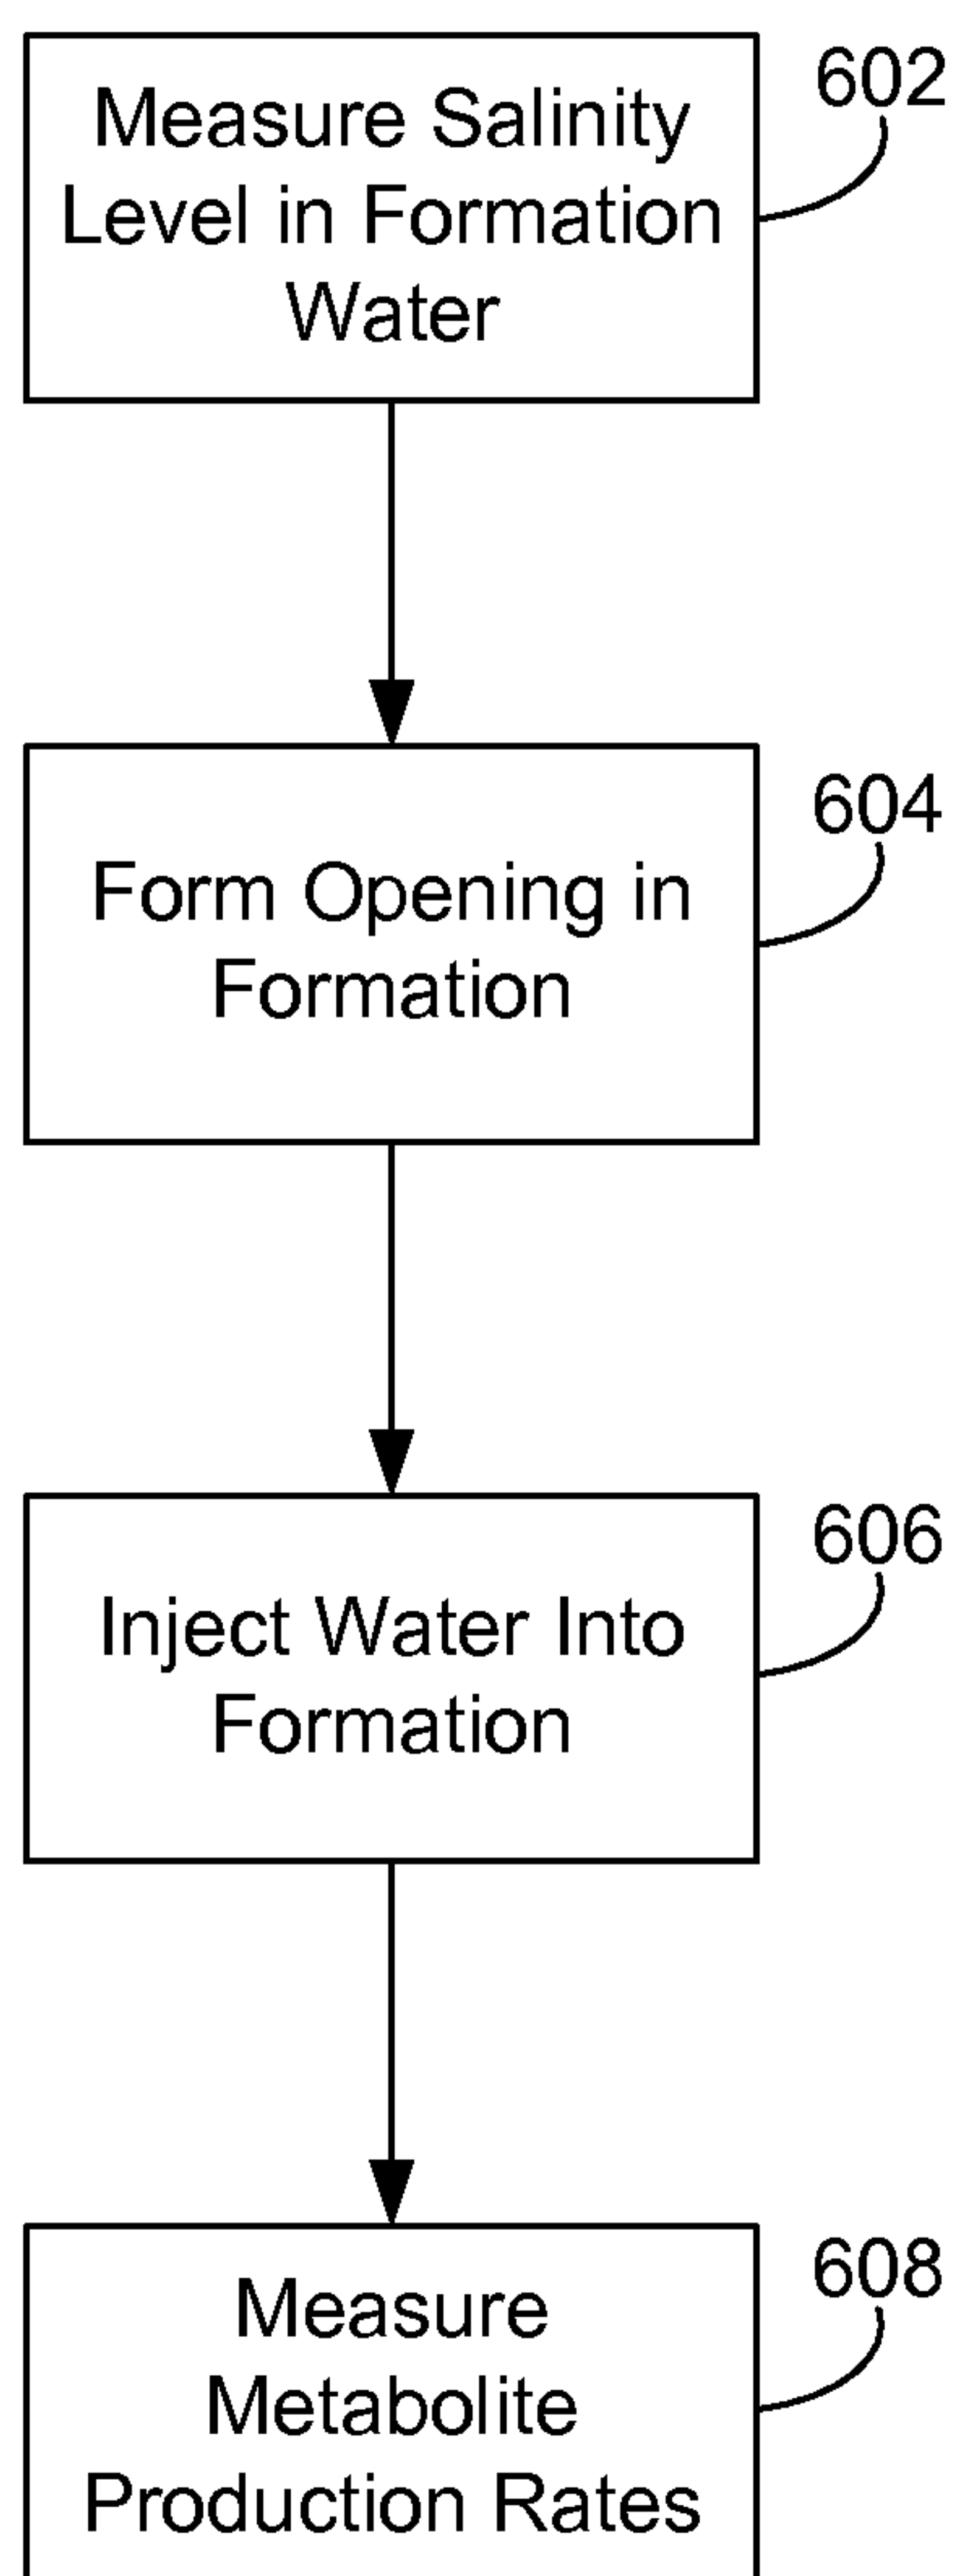 Measure Salinity
Level in Formation
Water
602
Form Opening in
Formation
604
Inject Water Into
Formation
606
Measure
Metabolite
Production Rates
608